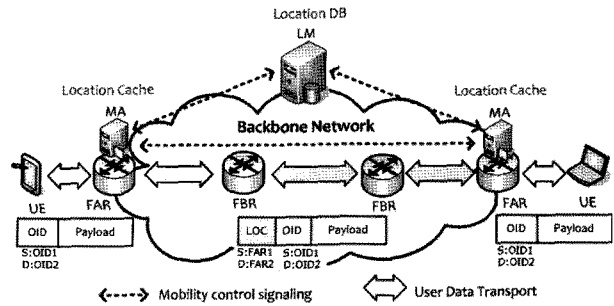 Location DB
LM
Location Cache
MA
Location Cache
MA
Backbone Network
UE
FAR
FBR
FBR
FAR
UE
OID Payload
S:OID1
D:OID2
LOC OID Payload
S:FAR1 S:OID1
D:FAR2 D:OID2
OID Payload
S:OID1
D:OID2
Mobility control signaling
User Data Transport